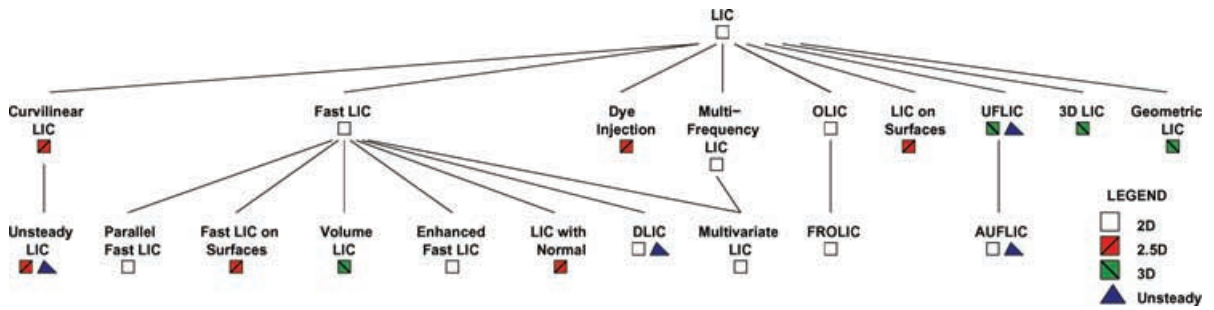 LIC
Curvilinear
LIC
Fast LIC
Dye
Injection
Multi-
Frequency
LIC
OLIC
LIC on
Surfaces
UFLIC
3D LIC
Geometric
LIC
Unsteady
LIC
Parallel
Fast LIC
Fast LIC on
Surfaces
Volume
LIC
Enhanced
Fast LIC
LIC with
Normal
DLIC
Multivariate
LIC
FROLIC
AUFLIC
LEGEND
2D
2.5D
3D
Unsteady